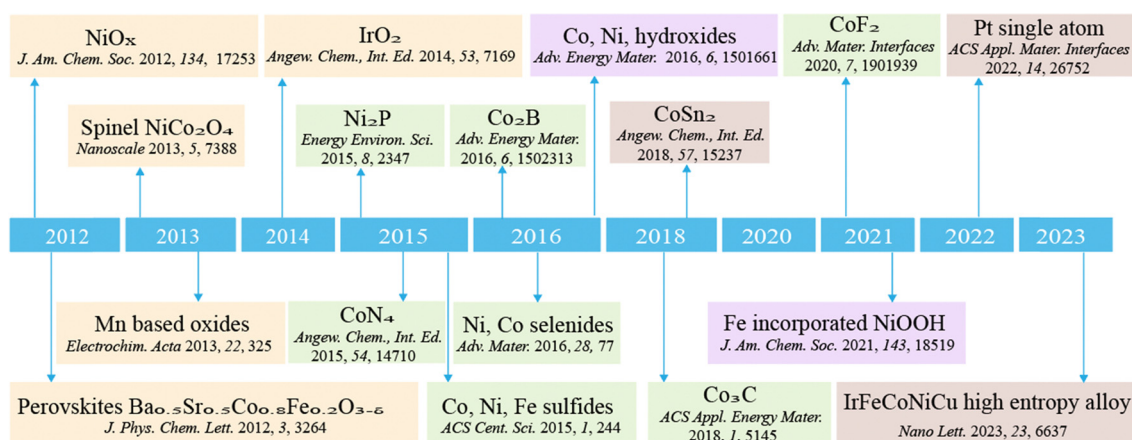 NiOₓ
J. Am. Chem. Soc. 2012, 134, 17253
IrO₂
Angew. Chem., Int. Ed. 2014, 53, 7169
Co, Ni, hydroxides
Adv. Energy Mater. 2016, 6, 1501661
CoF₂
Adv. Mater. Interfaces
2020, 7, 1901939
Pt single atom
ACS Appl. Mater. Interfaces
2022, 14, 26752
Spinel NiCo₂O₄
Nanoscale 2013, 5, 7388
Ni₂P
Energy Environ. Sci.
2015, 8, 2347
Co₂B
Adv. Energy Mater.
2016, 6, 1502313
CoSn₂
Angew. Chem., Int. Ed.
2018, 57, 15237
2012 2013 2014 2015 2016 2018 2020 2021 2022 2023
Mn based oxides
Electrochim. Acta 2013, 22, 325
CoN₄
Angew. Chem., Int. Ed.
2015, 54, 14710
Ni, Co selenides
Adv. Mater. 2016, 28, 77
Fe incorporated NiOOH
J. Am. Chem. Soc. 2021, 143, 18519
Perovskites Ba₀.₅Sr₀.₅Co₀.₈Fe₀.₂O₃₋δ
J. Phys. Chem. Lett. 2012, 3, 3264
Co, Ni, Fe sulfides
ACS Cent. Sci. 2015, 1, 244
Co₃C
ACS Appl. Energy Mater.
2018, 1, 5145
IrFeCoNiCu high entropy alloy
Nano Lett. 2023, 23, 6637